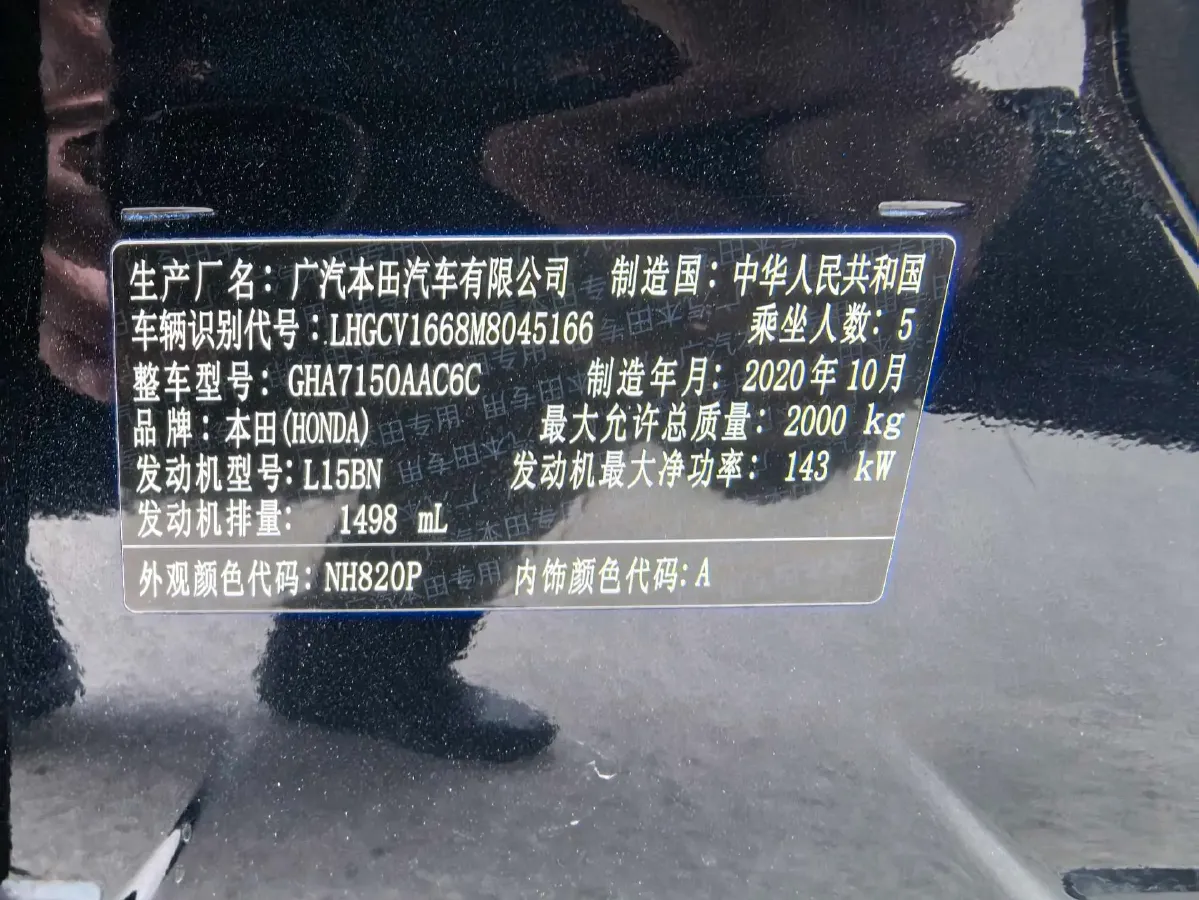 生产厂名：广汽本田汽车有限公司 制造国：中华人民共和国
车辆识别代号：LHGCV1668M8045166 乘坐人数：5
整车型号：GHA7150AAC6C 制造年月：2020年10月
品牌：本田(HONDA) 最大允许总质量：2000 kg
发动机型号：L15BN 发动机最大净功率：143 kW
发动机排量： 1498 mL
外观颜色代码：NH820P 内饰颜色代码：A